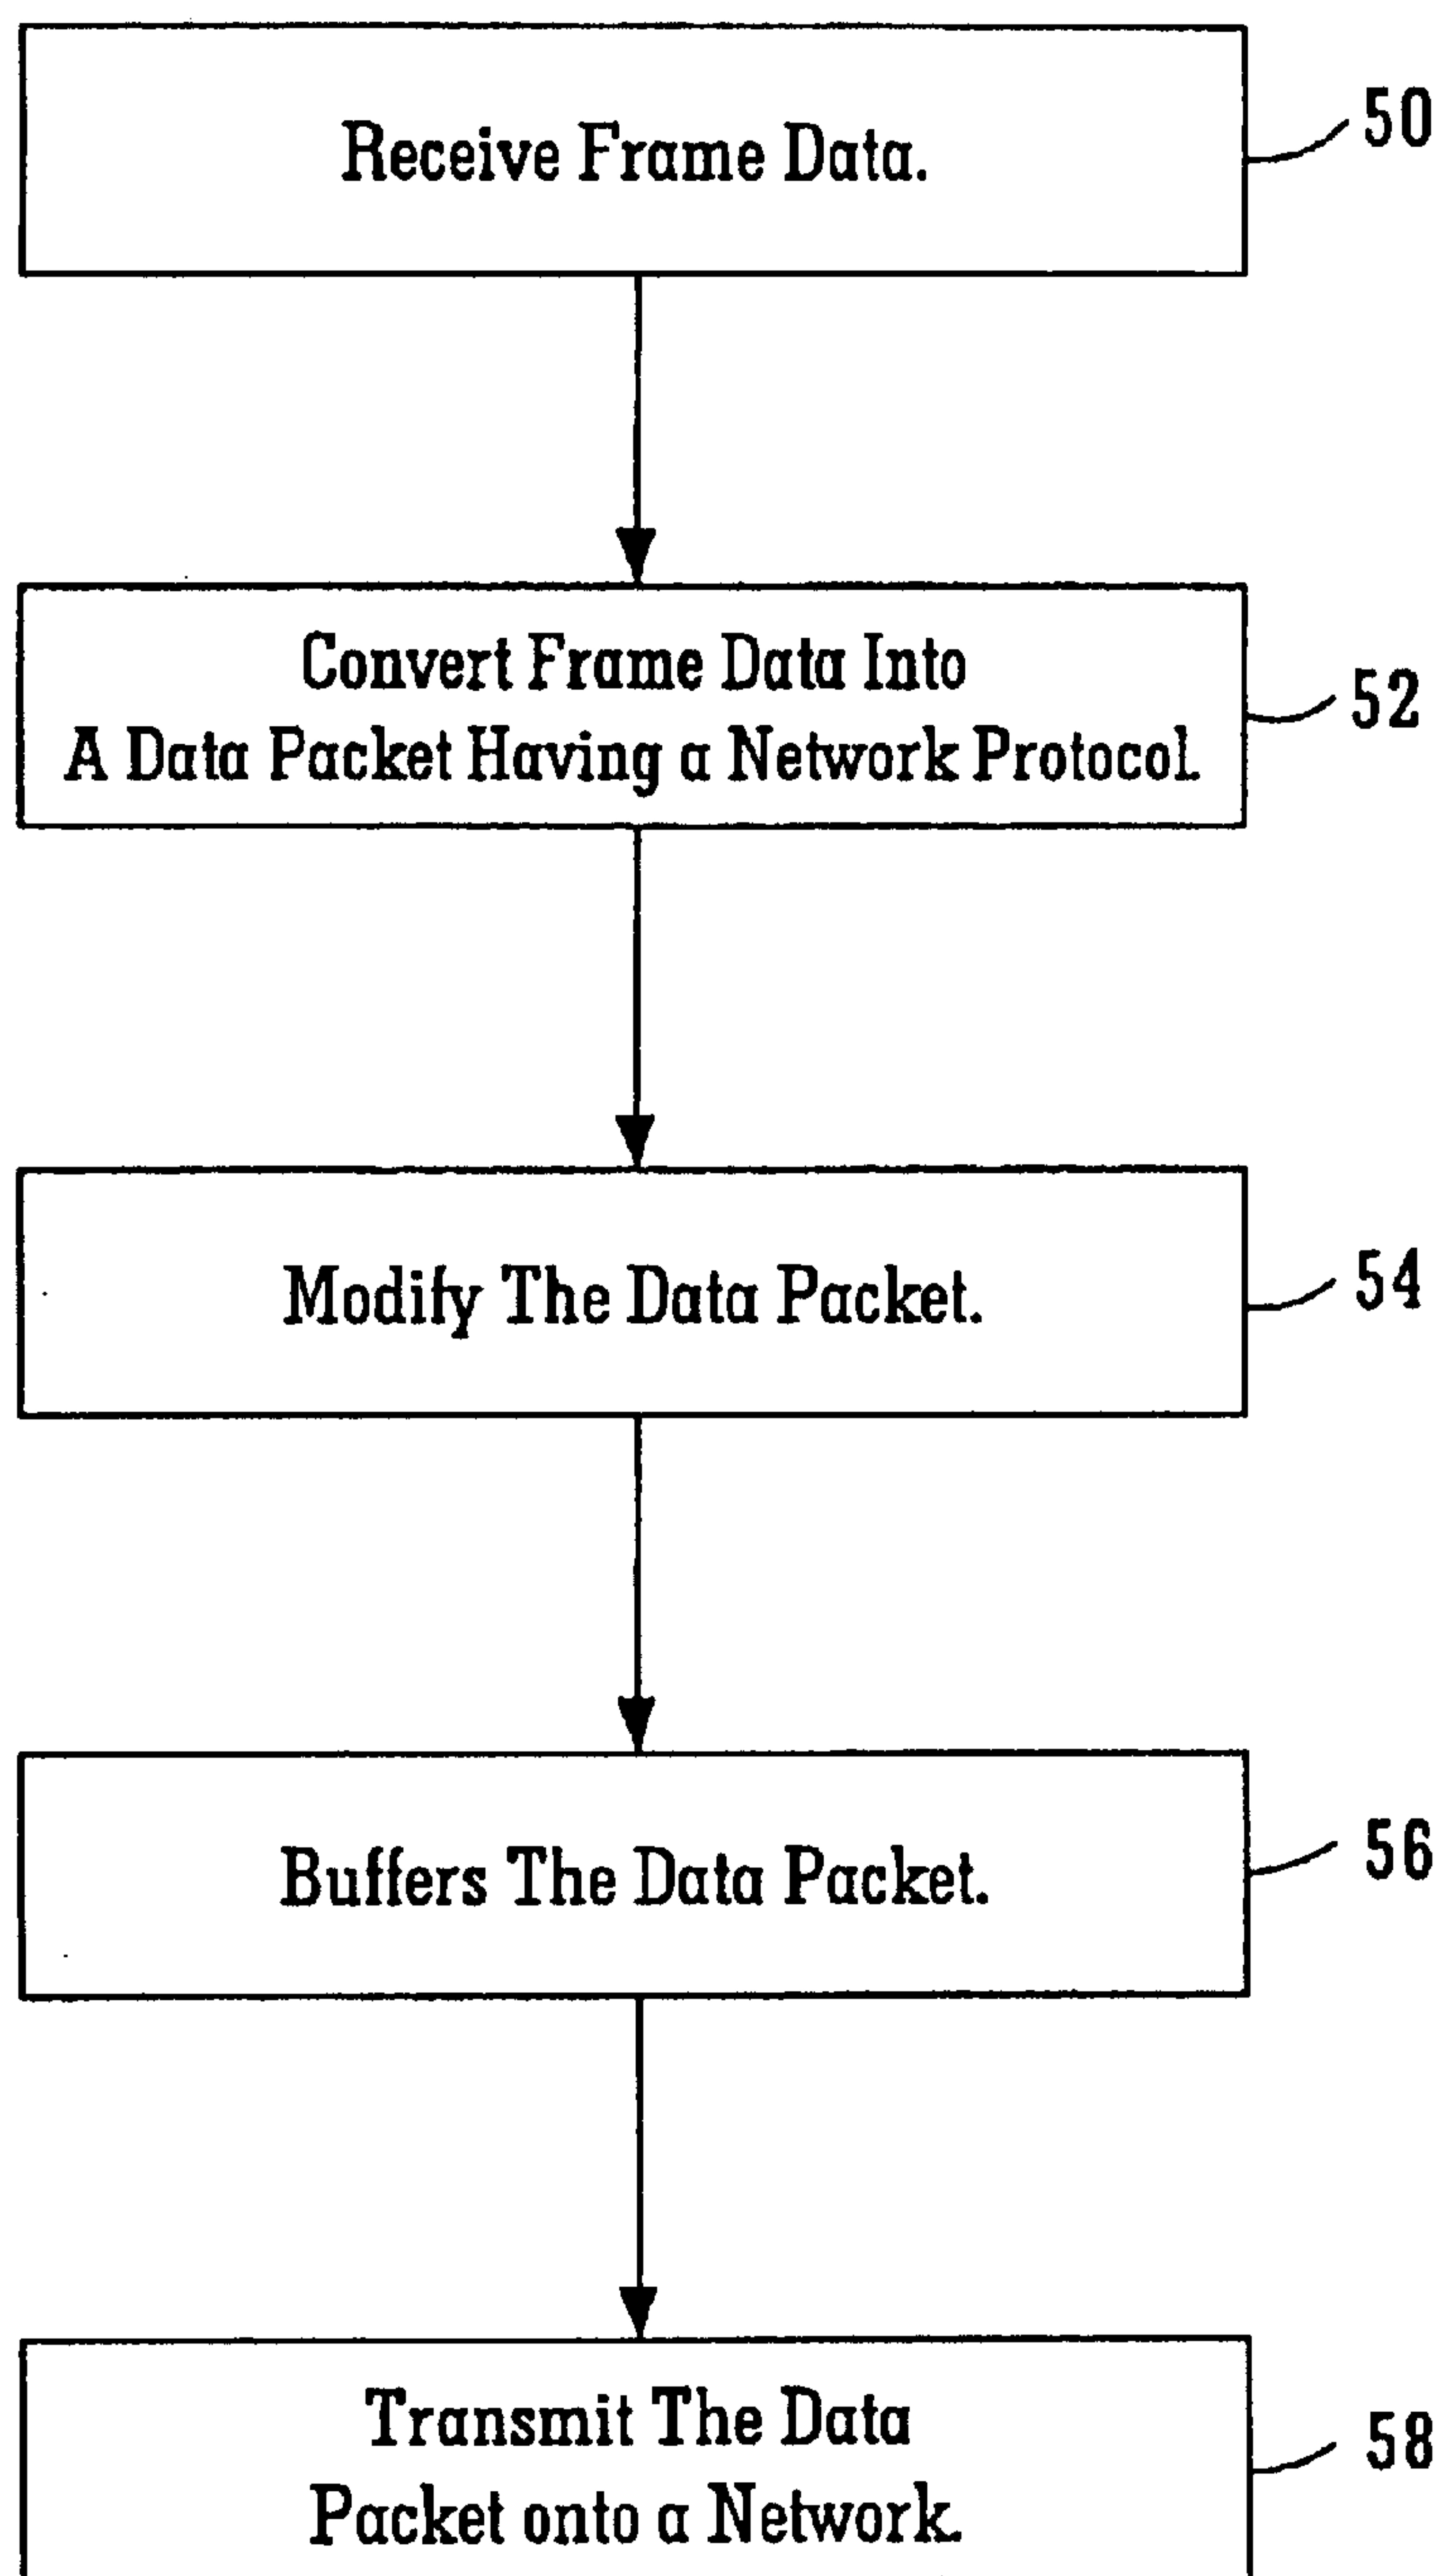 Receive Frame Data.
50
Convert Frame Data Into
A Data Packet Having a Network Protocol.
52
Modify The Data Packet.
54
Buffers The Data Packet.
56
Transmit The Data
Packet onto a Network.
58